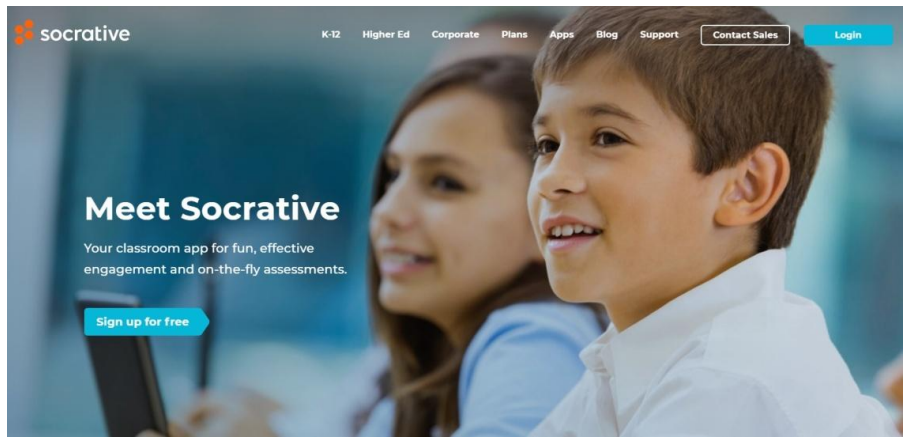 socrative
K-12 Higher Ed Corporate Plans Apps Blog Support Contact Sales Login
Meet Socrative
Your classroom app for fun, effective
engagement and on-the-fly assessments.
Sign up for free